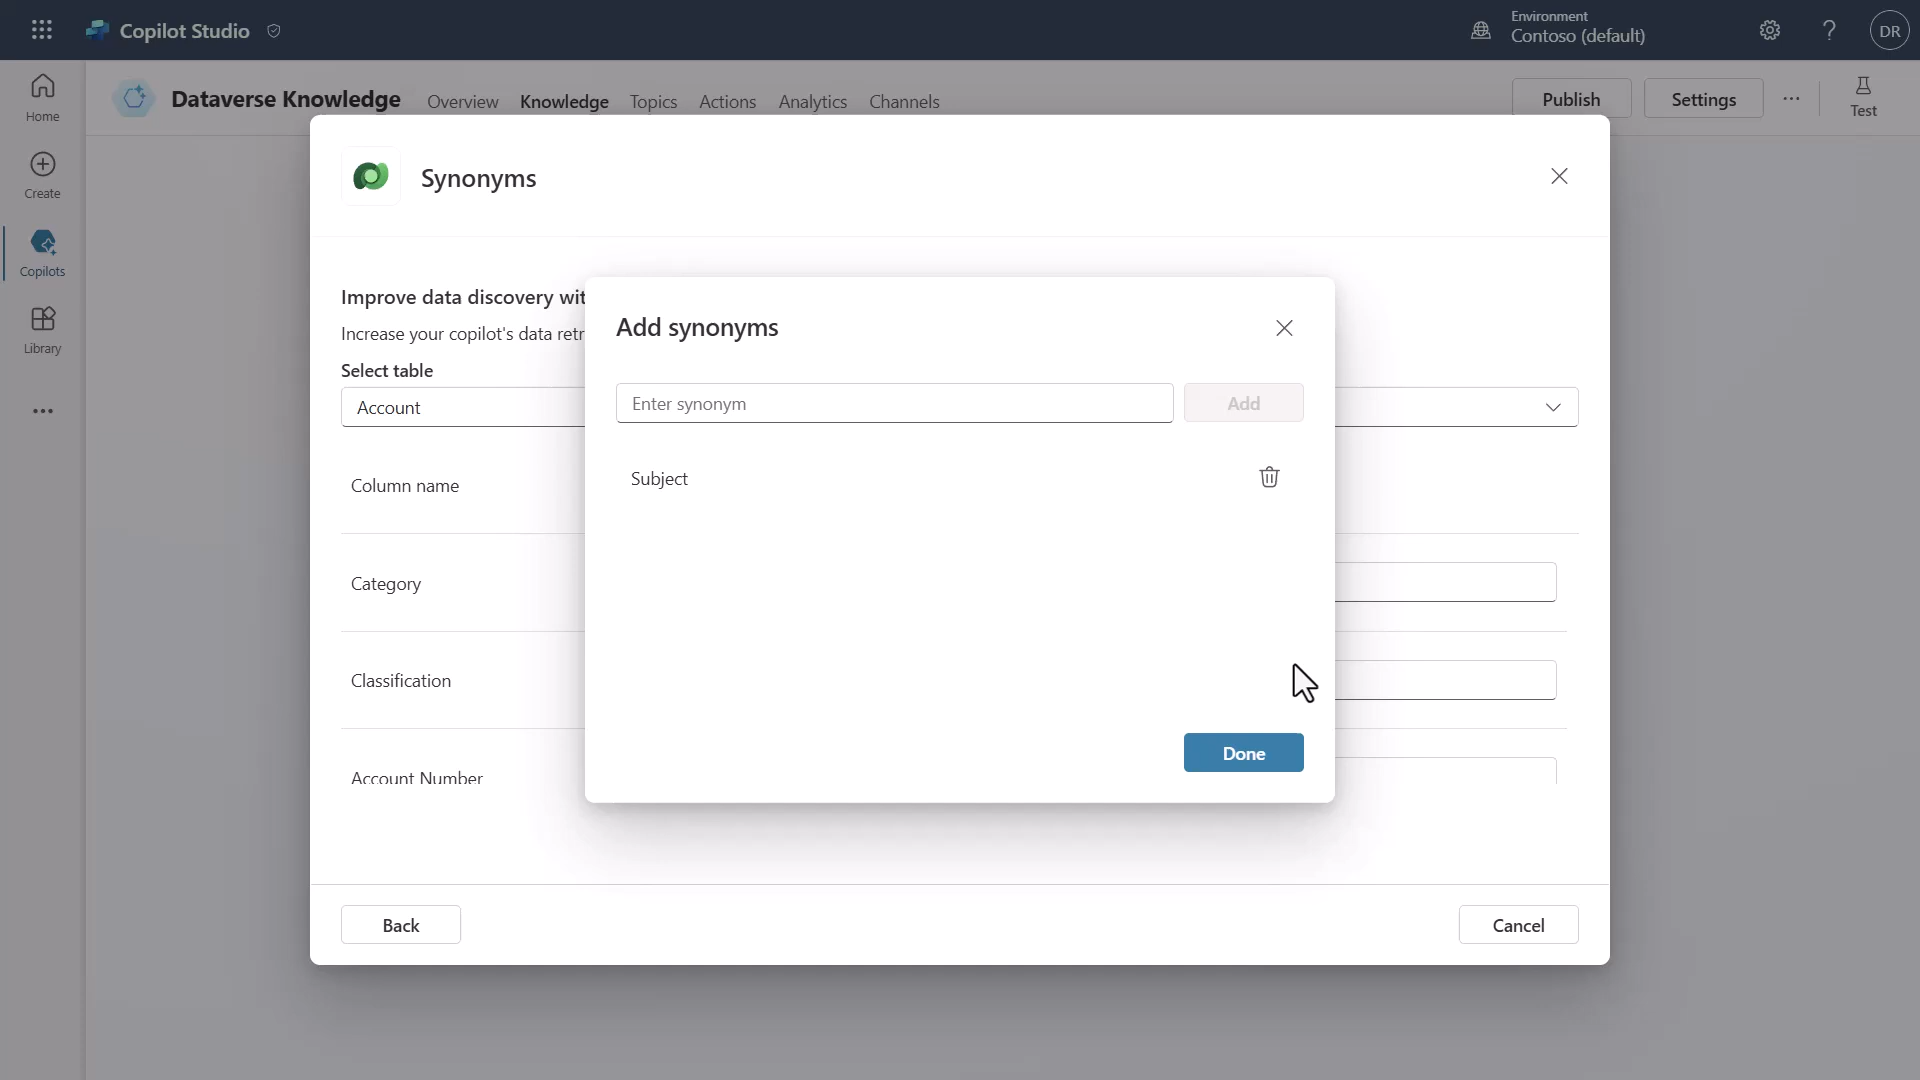 Copilot Studio
Environment
Contoso (default)
DR
Dataverse Knowledge
Overview
Knowledge
Topics
Actions
Analytics
Channels
Publish
Settings
Test
Home
Create
Copilots
Library
Synonyms
Improve data discovery wit
Increase your copilot's data retr
Select table
Account
Column name
Category
Classification
Account Number
Add synonyms
Enter synonym
Add
Subject
Done
Back
Cancel